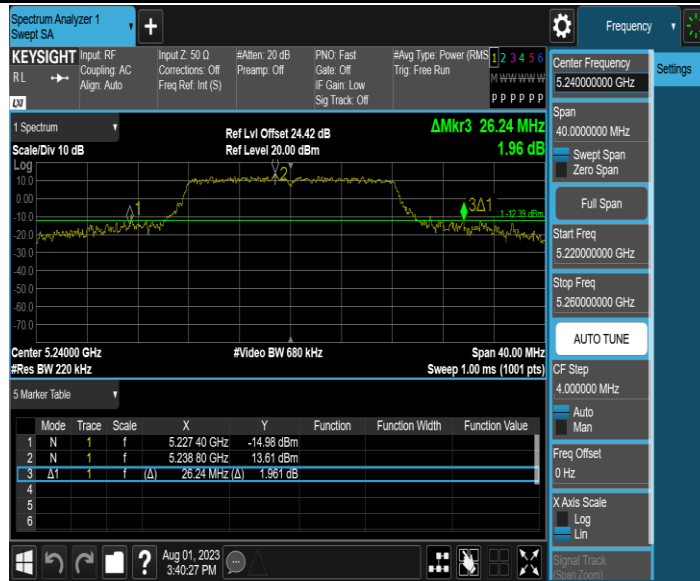 Spectrum Analyzer 1
Swept SA
+
Frequency
KEYSIGHT Input: RF
RL
Coupling: AC
Align: Auto
LXI
Input Z: 50 Ω
Corrections: Off
Freq Ref: Int (S)
#Atten: 20 dB
Preamp: Off
PNO: Fast
Gate: Off
IF Gain: Low
Sig Track: Off
#Avg Type: Power (RMS
Trig: Free Run
1 2 3 4 5 6
M W W W W W
P P P P P P
1 Spectrum
Scale/Div 10 dB
Ref Lvl Offset 24.42 dB
Ref Level 20.00 dBm
ΔMkr3 26.24 MHz
1.96 dB
Log
10.0
0.00
-10.0
-20.0
-30.0
-40.0
-50.0
-60.0
-70.0
1
2
3Δ1
-12.39 dBm
Center 5.24000 GHz
#Res BW 220 kHz
#Video BW 680 kHz
Span 40.00 MHz
Sweep 1.00 ms (1001 pts)
5 Marker Table
Mode Trace Scale X Y Function Function Width Function Value
1 N 1 f 5.227 40 GHz -14.98 dBm
2 N 1 f 5.238 80 GHz 13.61 dBm
3 Δ1 1 f (Δ) 26.24 MHz (Δ) 1.961 dB
4
5
6
Aug 01, 2023
3:40:27 PM
Center Frequency
5.240000000 GHz
Settings
Span
40.0000000 MHz
Swept Span
Zero Span
Full Span
Start Freq
5.220000000 GHz
Stop Freq
5.260000000 GHz
AUTO TUNE
CF Step
4.000000 MHz
Auto
Man
Freq Offset
0 Hz
X Axis Scale
Log
Lin
Signal Track
(Span Zoom)